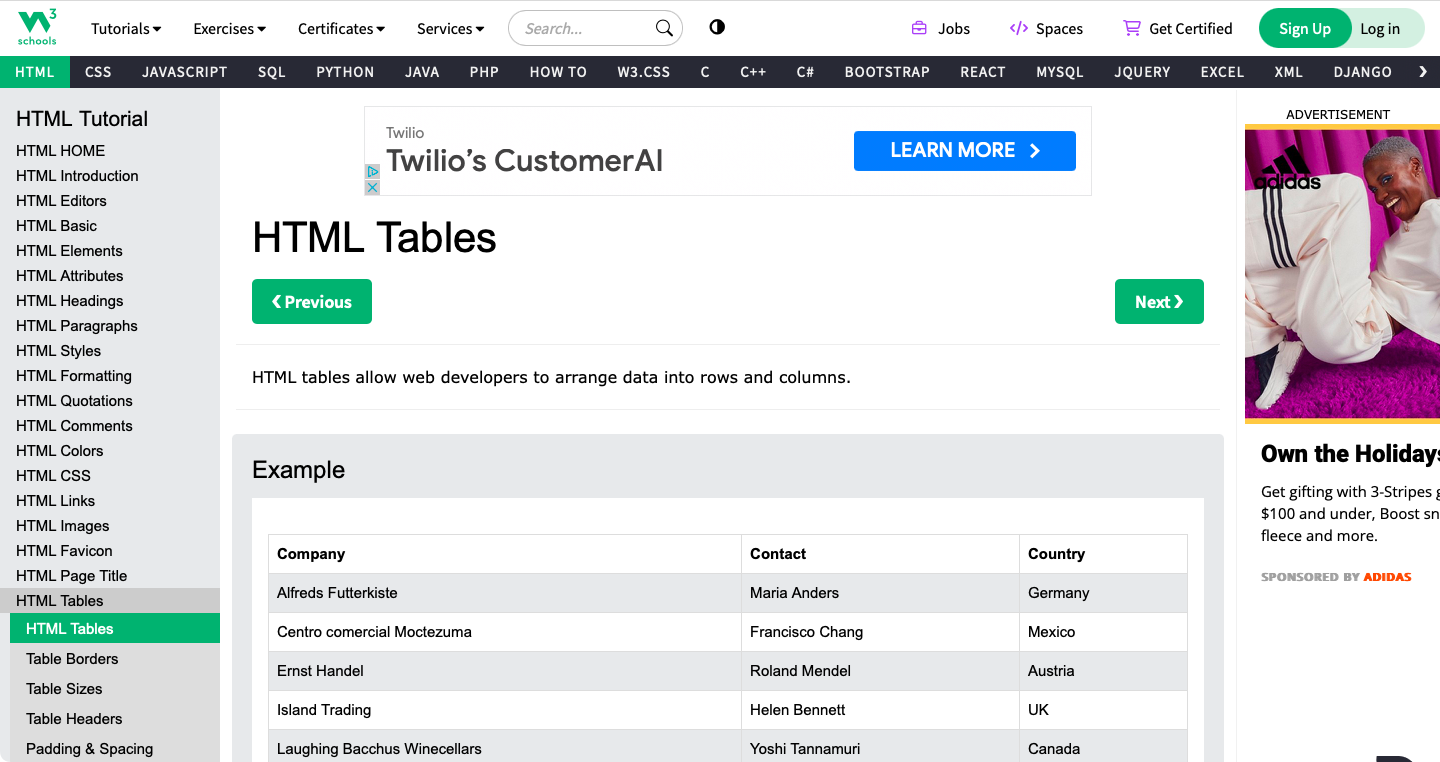 3
schools
Tutorials
Exercises
Certificates
Services
Search...
Jobs
Spaces
Get Certified
Sign Up
Log in
HTML
CSS
JAVASCRIPT
SQL
PYTHON
JAVA
PHP
HOW TO
W3.CSS
C
C++
C#
BOOTSTRAP
REACT
MYSQL
JQUERY
EXCEL
XML
DJANGO
HTML Tutorial
HTML HOME
HTML Introduction
HTML Editors
HTML Basic
HTML Elements
HTML Attributes
HTML Headings
HTML Paragraphs
HTML Styles
HTML Formatting
HTML Quotations
HTML Comments
HTML Colors
HTML CSS
HTML Links
HTML Images
HTML Favicon
HTML Page Title
HTML Tables
HTML Tables
Table Borders
Table Sizes
Table Headers
Padding & Spacing
Twilio
Twilio's CustomerAI
LEARN MORE
HTML Tables
❮ Previous
Next ❯
HTML tables allow web developers to arrange data into rows and columns.
Example
Company Contact Country
Alfreds Futterkiste Maria Anders Germany
Centro comercial Moctezuma Francisco Chang Mexico
Ernst Handel Roland Mendel Austria
Island Trading Helen Bennett UK
Laughing Bacchus Winecellars Yoshi Tannamuri Canada
ADVERTISEMENT
adidas
Own the Holidays
Get gifting with 3-Stripes g
$100 and under, Boost sn
fleece and more.
SPONSORED BY ADIDAS